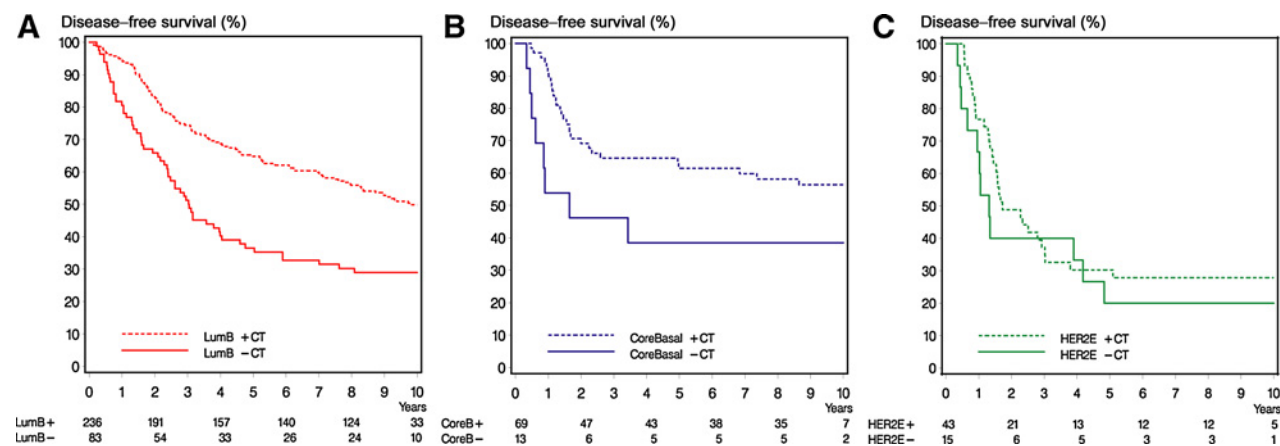 A Disease–free survival (%)
100
90
80
70
60
50
40
30
20
10
0
LumB +CT
LumB −CT
0 1 2 3 4 5 6 7 8 9 10
Years
LumB+ 236 191 157 140 124 33
LumB− 83 54 33 26 24 10
B Disease–free survival (%)
100
90
80
70
60
50
40
30
20
10
0
CoreBasal +CT
CoreBasal −CT
0 1 2 3 4 5 6 7 8 9 10
Years
CoreB+ 69 47 43 38 35 7
CoreB− 13 6 5 5 5 2
C Disease–free survival (%)
100
90
80
70
60
50
40
30
20
10
0
HER2E +CT
HER2E −CT
0 1 2 3 4 5 6 7 8 9 10
Years
HER2E+ 43 21 13 12 12 5
HER2E− 15 6 5 3 3 1